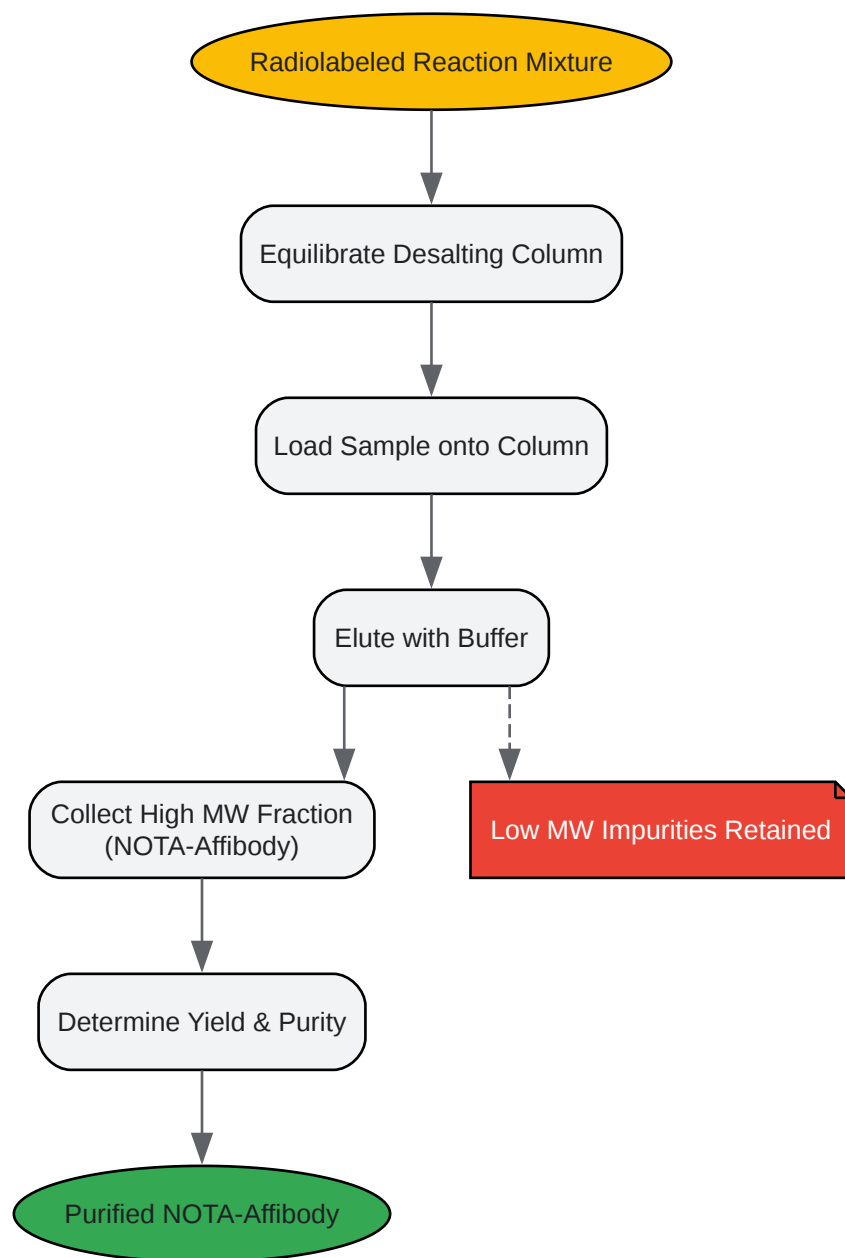 Radiolabeled Reaction Mixture
Equilibrate Desalting Column
Load Sample onto Column
Elute with Buffer
Collect High MW Fraction
(NOTA-Affibody)
Low MW Impurities Retained
Determine Yield & Purity
Purified NOTA-Affibody